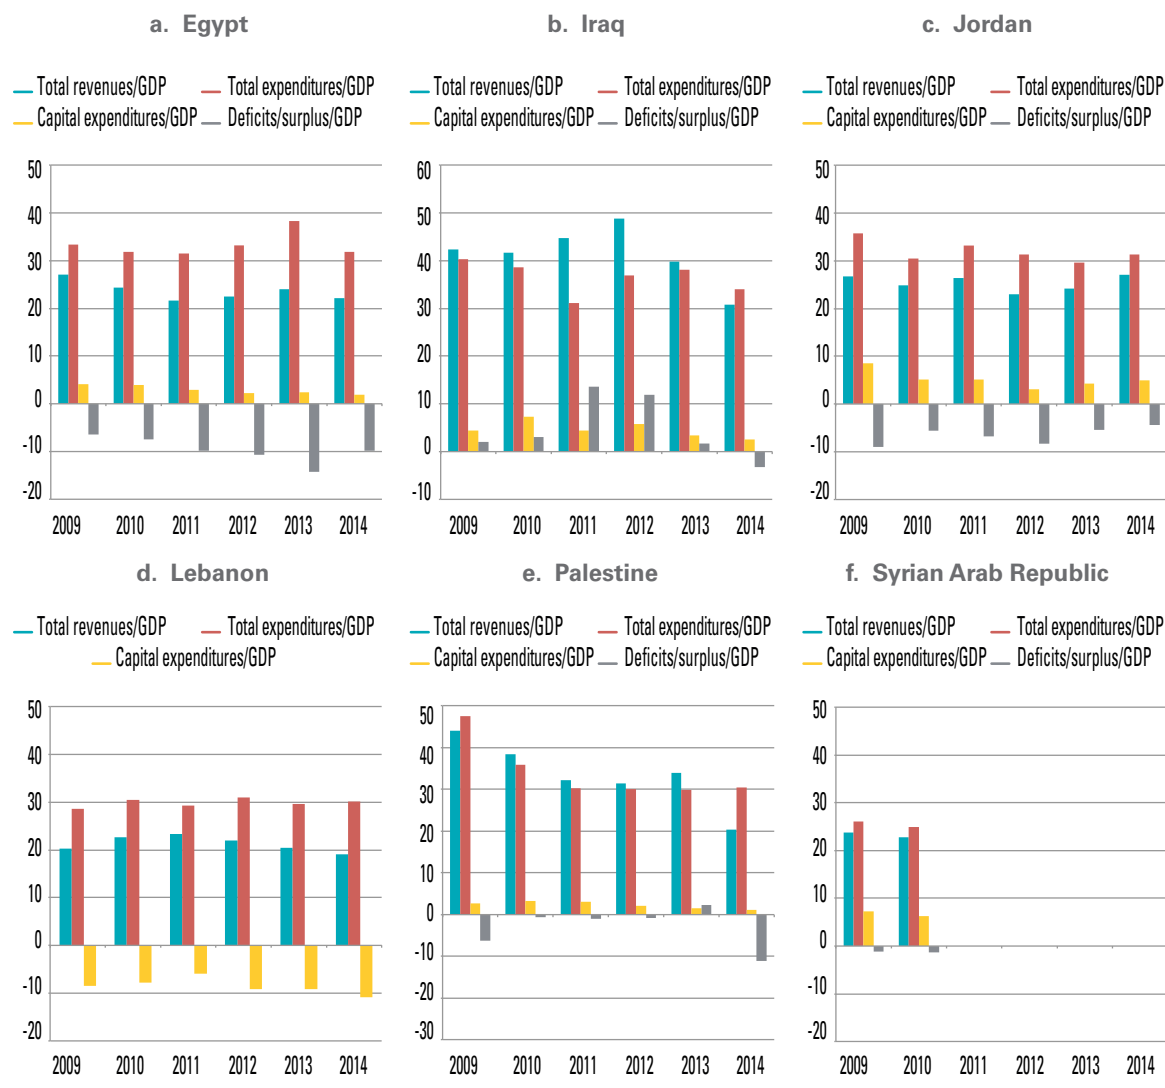 a. Egypt
b. Iraq
c. Jordan
Total revenues/GDP Total expenditures/GDP
Capital expenditures/GDP Deficits/surplus/GDP
Total revenues/GDP Total expenditures/GDP
Capital expenditures/GDP Deficits/surplus/GDP
Total revenues/GDP Total expenditures/GDP
Capital expenditures/GDP Deficits/surplus/GDP
50
40
30
20
10
0
-10
-20
2009 2010 2011 2012 2013 2014
60
50
40
30
20
10
0
-10
2009 2010 2011 2012 2013 2014
50
40
30
20
10
0
-10
-20
2009 2010 2011 2012 2013 2014
d. Lebanon
e. Palestine
f. Syrian Arab Republic
Total revenues/GDP Total expenditures/GDP
Capital expenditures/GDP
Total revenues/GDP Total expenditures/GDP
Capital expenditures/GDP Deficits/surplus/GDP
Total revenues/GDP Total expenditures/GDP
Capital expenditures/GDP Deficits/surplus/GDP
50
40
30
20
10
0
-10
-20
2009 2010 2011 2012 2013 2014
50
40
30
20
10
0
-10
-20
-30
2009 2010 2011 2012 2013 2014
50
40
30
20
10
0
-10
-20
2009 2010 2011 2012 2013 2014